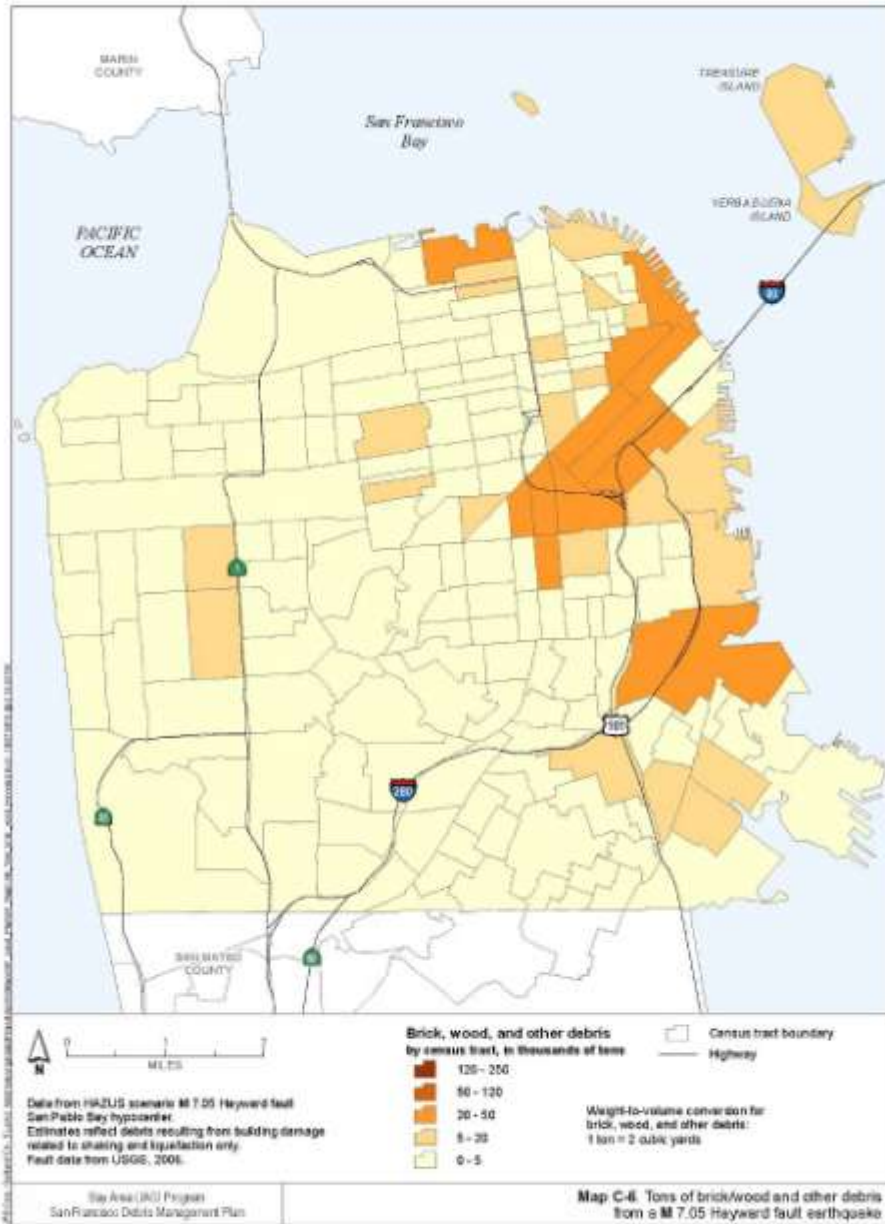 MARIN
COUNTY
TREASURE
ISLAND
San Francisco
Bay
YERBA BUENA
ISLAND
PACIFIC
OCEAN
80
1
101
280
35
SAN MATEO
COUNTY
N
0 1 2
MILES
Data from HAZUS scenario M 7.05 Hayward fault
San Pablo Bay hypocenter.
Estimates reflect debris resulting from building damage
related to shaking and liquefaction only.
Fault data from USGS, 2006.
Brick, wood, and other debris
by census tract, in thousands of tons
120 - 250
50 - 120
20 - 50
5 - 20
0 - 5
Census tract boundary
Highway
Weight-to-volume conversion for
brick, wood, and other debris:
1 ton = 2 cubic yards
Bay Area UASI Program
San Francisco Debris Management Plan
Map C-6. Tons of brick/wood and other debris
from a M 7.05 Hayward fault earthquake